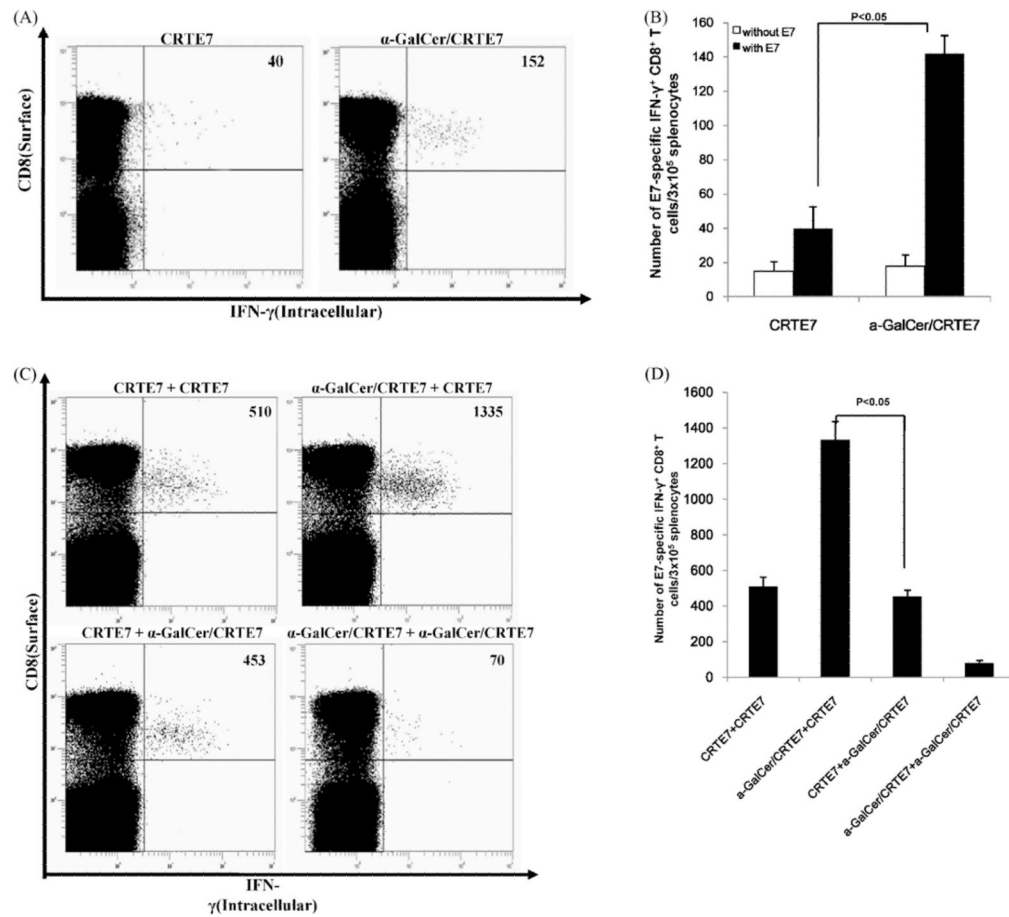 (A)
CRTE7
α-GalCer/CRTE7
40
152
CD8(Surface)
IFN-γ(Intracellular)
(B)
P<0.05
without E7
with E7
Number of E7-specific IFN-γ⁺ CD8⁺ T
cells/3x10⁵ splenocytes
160
140
120
100
80
60
40
20
0
CRTE7
a-GalCer/CRTE7
(C)
CRTE7 + CRTE7
α-GalCer/CRTE7 + CRTE7
510
1335
CRTE7 + α-GalCer/CRTE7
α-GalCer/CRTE7 + α-GalCer/CRTE7
453
70
CD8(Surface)
IFN-
γ(Intracellular)
(D)
P<0.05
Number of E7-specific IFN-γ⁺ CD8⁺ T
cells/3x10⁵ splenocytes
1600
1400
1200
1000
800
600
400
200
0
CRTE7+CRTE7
a-GalCer/CRTE7+CRTE7
CRTE7+a-GalCer/CRTE7
a-GalCer/CRTE7+a-GalCer/CRTE7